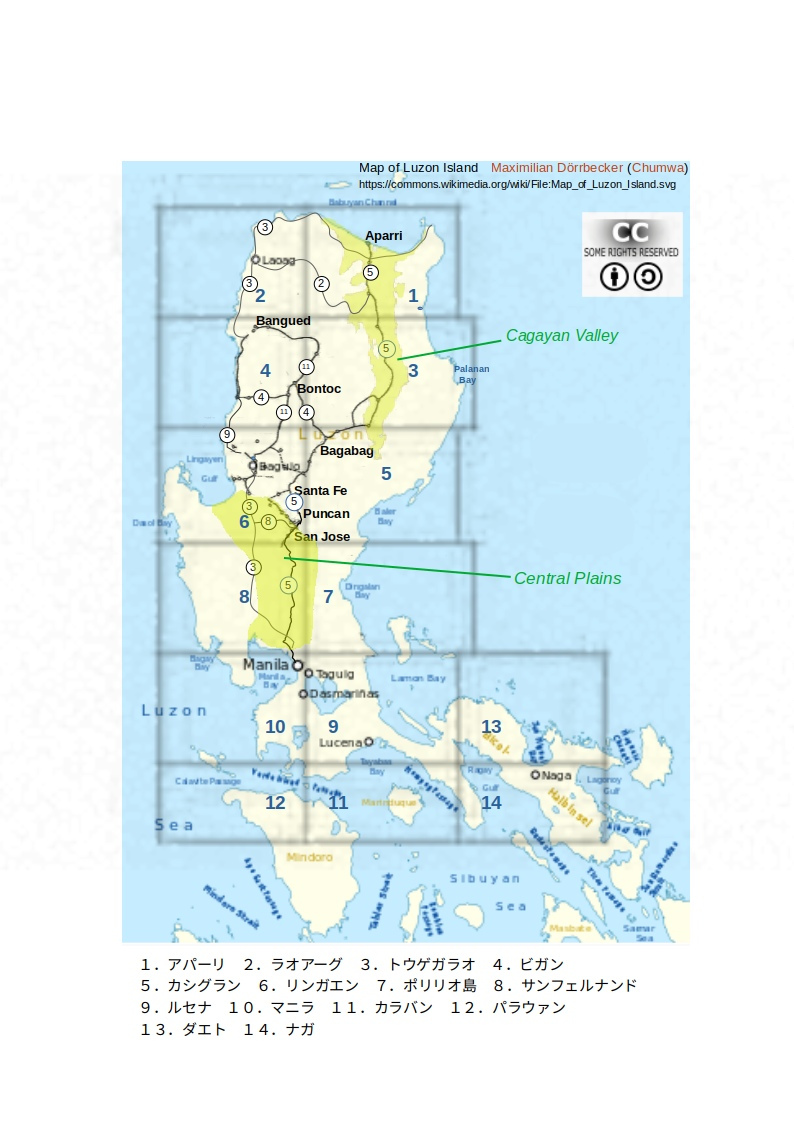 Map of Luzon Island Maximilian Dörrbecker (Chumwa)
https://commons.wikimedia.org/wiki/File:Map_of_Luzon_Island.svg
Babuyan Channel
CC
SOME RIGHTS RESERVED
3
Aparri
Laoag
5
3 2 2 1
Bangued
Cagayan Valley
5
4 11 3
Palanan
Bay
Bontoc
4
11 4
9 Luzon
Bagabag
Lingayen
Gulf
Baguio
5
Santa Fe
5
3
Puncan
6 8
Dasol Bay
Baler
Bay
San Jose
3
Central Plains
5
8 7
Dingalan
Bay
Bagay
Bay
Manila
Manila
Bay
Taguig
Lamon Bay
Dasmariñas
Luzon
10 9 13
Lucena
Bicol-
Tayabas
Bay
Ragay
Gulf
Naga
Lagonoy
Gulf
Calavite Passage
12 11 Marinduque 14
Halbinsel
Sea
Mindoro
Mindoro Strait
Tablas Strait
Sibuyan
Sea
Masbate
Samar
Sea
１．アパーリ　２．ラオアーグ　３．トウゲガラオ　４．ビガン
５．カシグラン　６．リンガエン　７．ポリリオ島　８．サンフェルナンド
９．ルセナ　１０．マニラ　１１．カラバン　１２．パラウァン
１３．ダエト　１４．ナガ